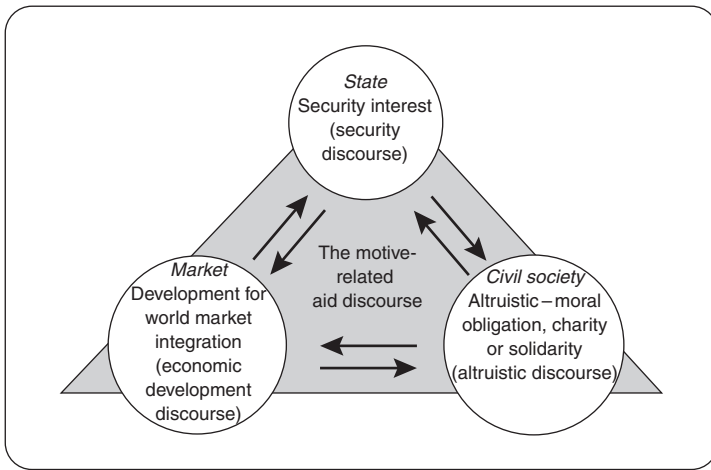 State
Security interest
(security
discourse)
The motive-
related
aid discourse
Market
Development for
world market
integration
(economic
development
discourse)
Civil society
Altruistic–moral
obligation, charity
or solidarity
(altruistic discourse)